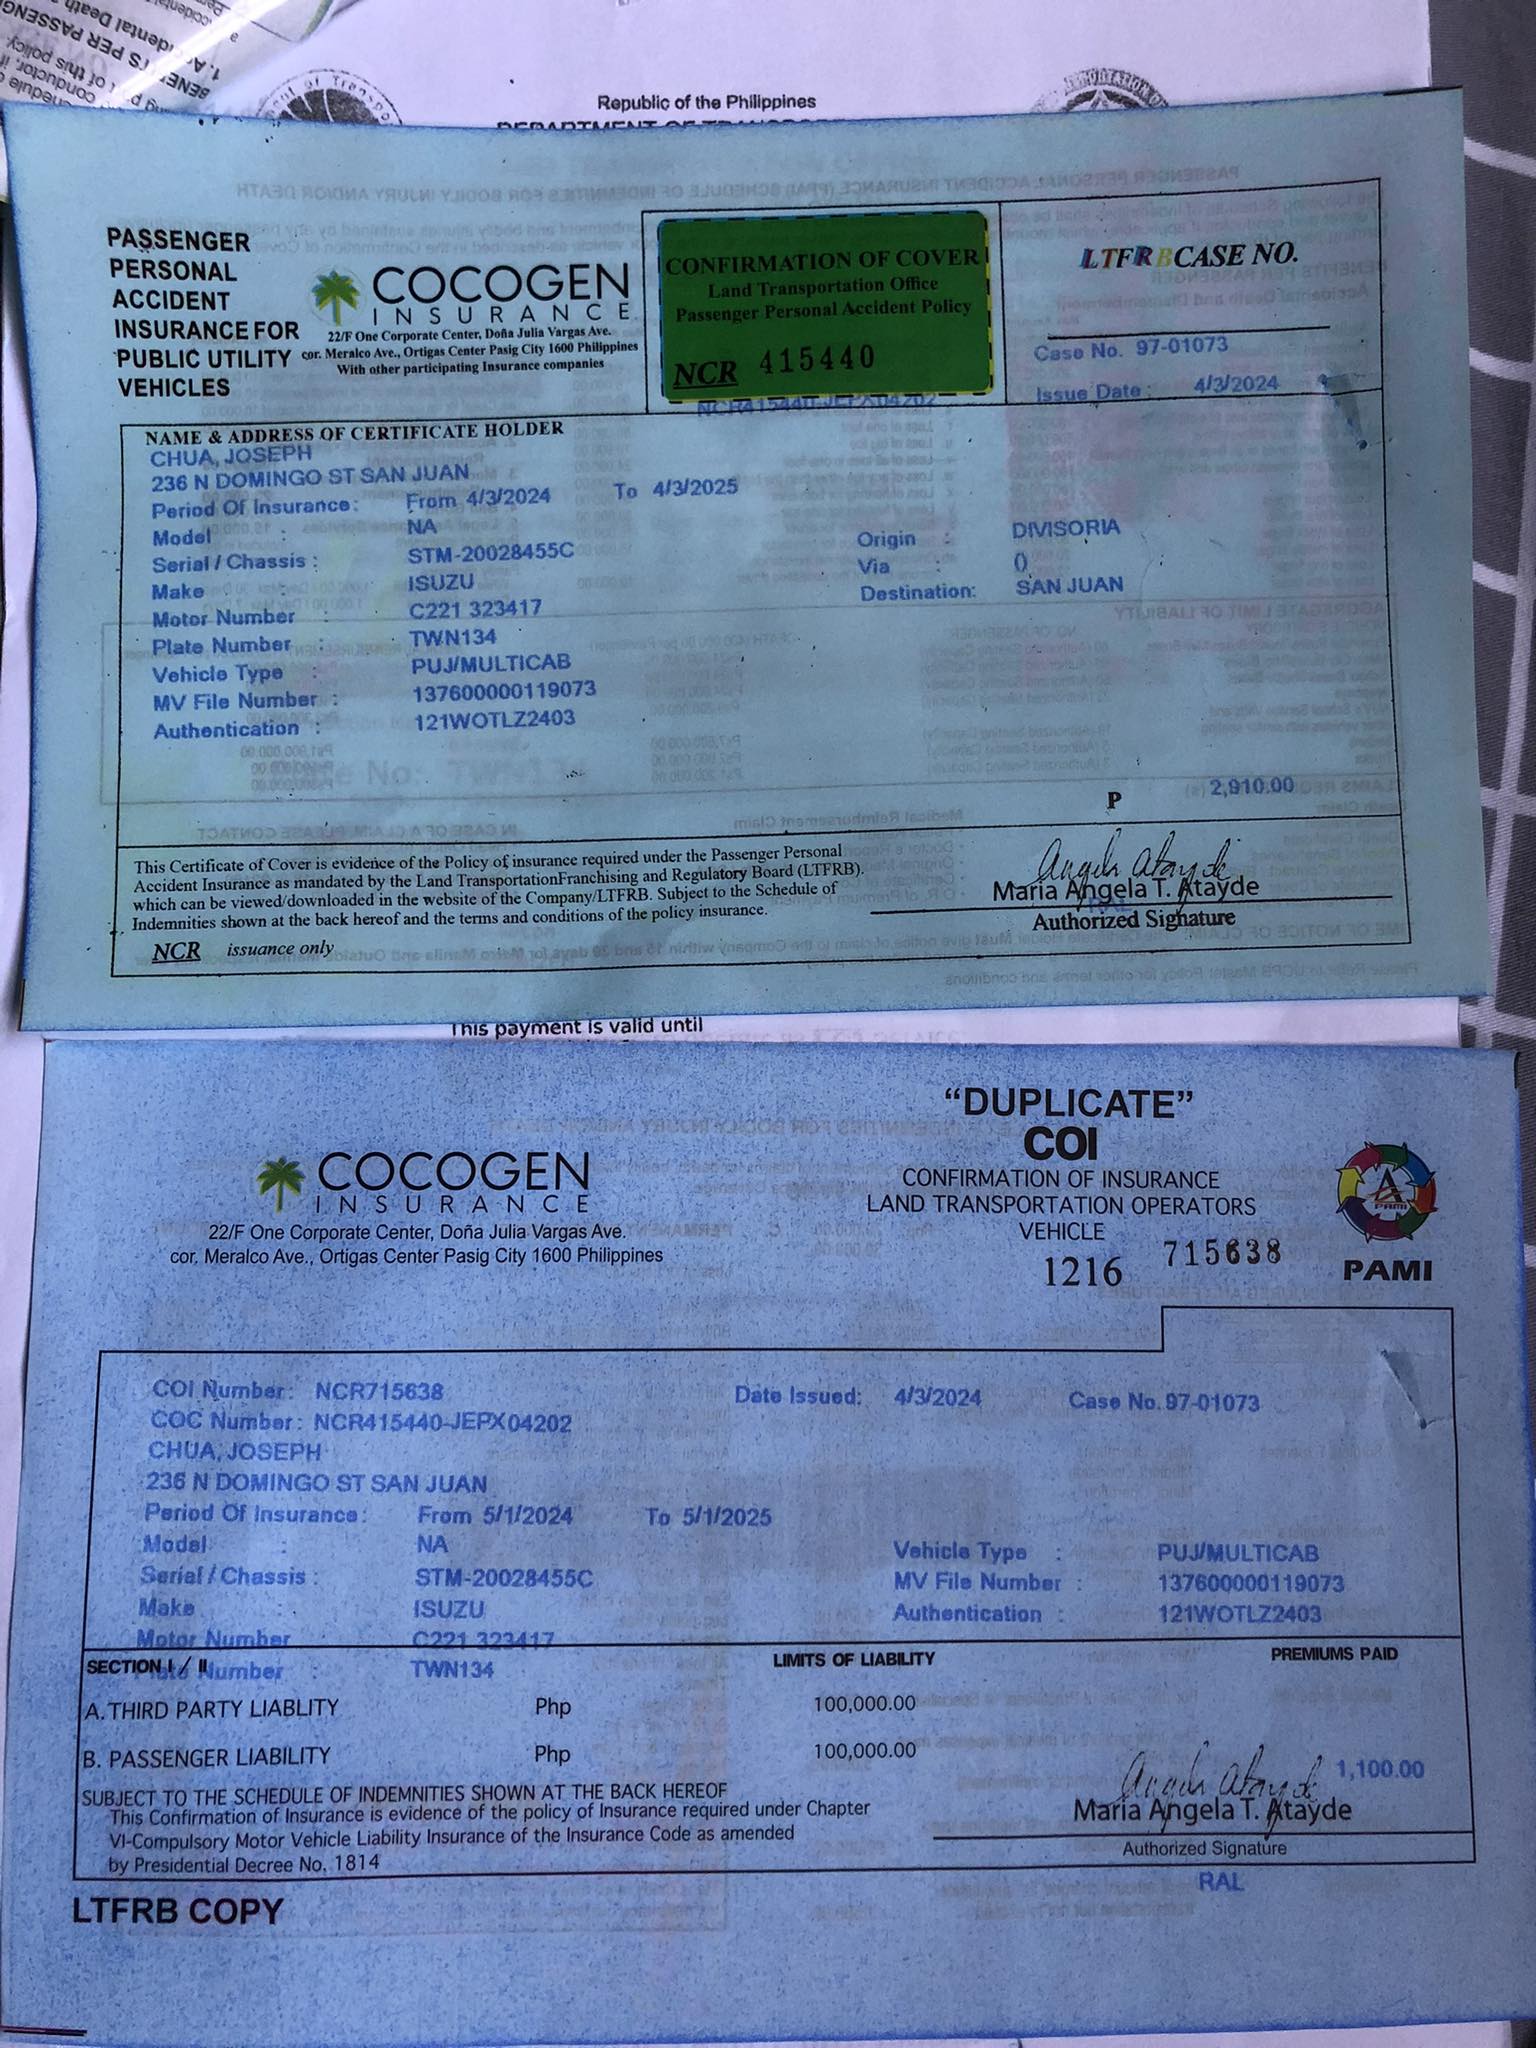 Republic of the Philippines
PASSENGER
PERSONAL
ACCIDENT
INSURANCE FOR
PUBLIC UTILITY
VEHICLES
COCOGEN
INSURANCE
22/F One Corporate Center, Doña Julia Vargas Ave.
cor. Meralco Ave., Ortigas Center Pasig City 1600 Philippines
With other participating Insurance companies
CONFIRMATION OF COVER
Land Transportation Office
Passenger Personal Accident Policy
NCR 415440
NCR415440-JEPX04202
LTFRB CASE NO.
Case No. 97-01073
Issue Date : 4/3/2024
NAME & ADDRESS OF CERTIFICATE HOLDER
CHUA, JOSEPH
236 N DOMINGO ST SAN JUAN
Period Of Insurance: From 4/3/2024 To 4/3/2025
Model : NA
Serial / Chassis : STM-20028455C
Make ISUZU
Motor Number : C221 323417
Plate Number : TWN134
Vehicle Type : PUJ/MULTICAB
MV File Number : 137600000119073
Authentication : 121WOTLZ2403
Origin : DIVISORIA
Via : 0
Destination: SAN JUAN
P 2,910.00
This Certificate of Cover is evidence of the Policy of insurance required under the Passenger Personal
Accident Insurance as mandated by the Land TransportationFranchising and Regulatory Board (LTFRB).
which can be viewed/downloaded in the website of the Company/LTFRB. Subject to the Schedule of
Indemnities shown at the back hereof and the terms and conditions of the policy insurance.
NCR issuance only
Angela Atayde
Maria Angela T. Atayde
RAL
Authorized Signature
This payment is valid until
COCOGEN
INSURANCE
22/F One Corporate Center, Doña Julia Vargas Ave.
cor. Meralco Ave., Ortigas Center Pasig City 1600 Philippines
“DUPLICATE”
COI
CONFIRMATION OF INSURANCE
LAND TRANSPORTATION OPERATORS
VEHICLE
1216 715638
PAMI
PAMI
COI Number: NCR715638
Date Issued: 4/3/2024
Case No. 97-01073
COC Number: NCR415440-JEPX04202
CHUA, JOSEPH
236 N DOMINGO ST SAN JUAN
Period Of Insurance: From 5/1/2024 To 5/1/2025
Model : NA
Serial / Chassis : STM-20028455C
Make : ISUZU
Motor Number C221 323417
Plate Number : TWN134
Vehicle Type : PUJ/MULTICAB
MV File Number : 137600000119073
Authentication : 121WOTLZ2403
SECTION I / II LIMITS OF LIABILITY PREMIUMS PAID
A. THIRD PARTY LIABLITY Php 100,000.00
B. PASSENGER LIABILITY Php 100,000.00
1,100.00
SUBJECT TO THE SCHEDULE OF INDEMNITIES SHOWN AT THE BACK HEREOF
This Confirmation of Insurance is evidence of the policy of Insurance required under Chapter
VI-Compulsory Motor Vehicle Liability Insurance of the Insurance Code as amended
by Presidential Decree No. 1814
Angela Atayde
Maria Angela T. Atayde
Authorized Signature
RAL
LTFRB COPY